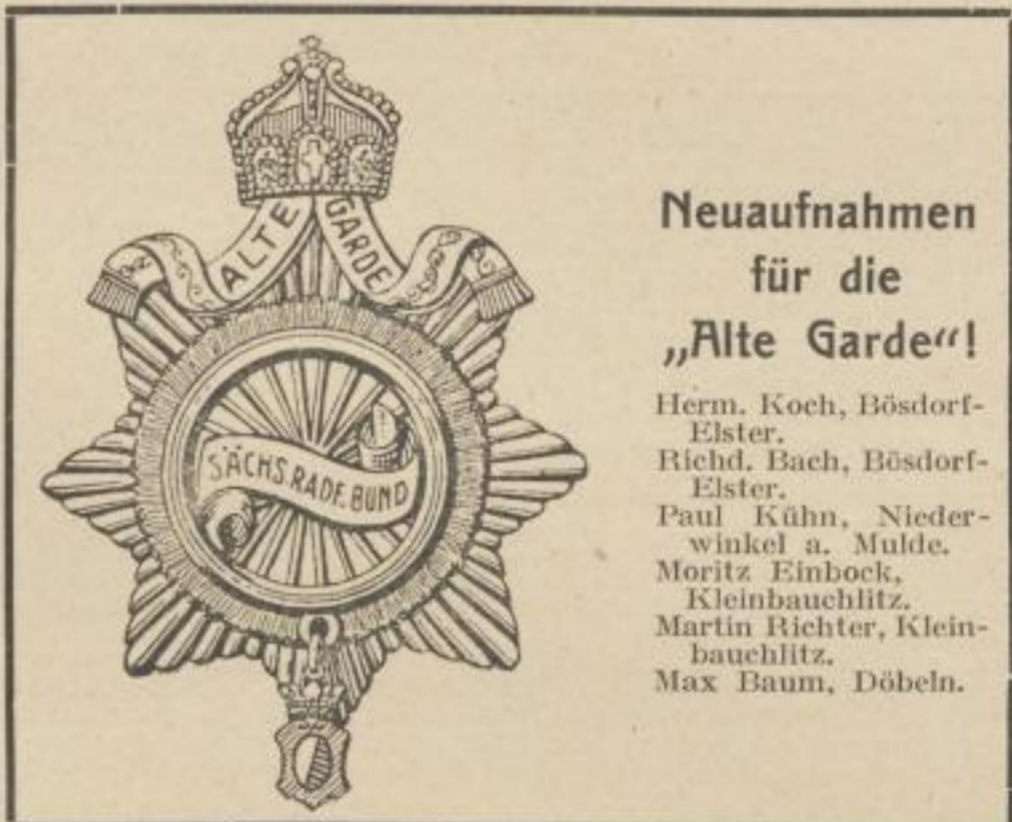 ALTE GARDE
SÄCHS. RADF. BUND
Neuaufnahmen
für die
„Alte Garde“!
Herm. Koch, Bösdorf-
Elster.
Richd. Bach, Bösdorf-
Elster.
Paul Kühn, Nieder-
winkel a. Mulde.
Moritz Einbock,
Kleinbauchlitz.
Martin Richter, Klein-
bauchlitz.
Max Baum, Döbeln.